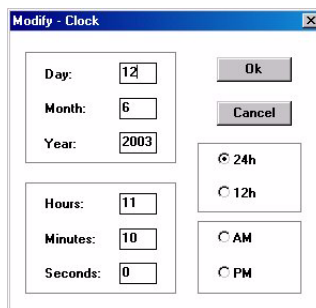 Modify - Clock
Day: 12
Month: 6
Year: 2003
Ok
Cancel
24h
12h
Hours: 11
Minutes: 10
Seconds: 0
AM
PM